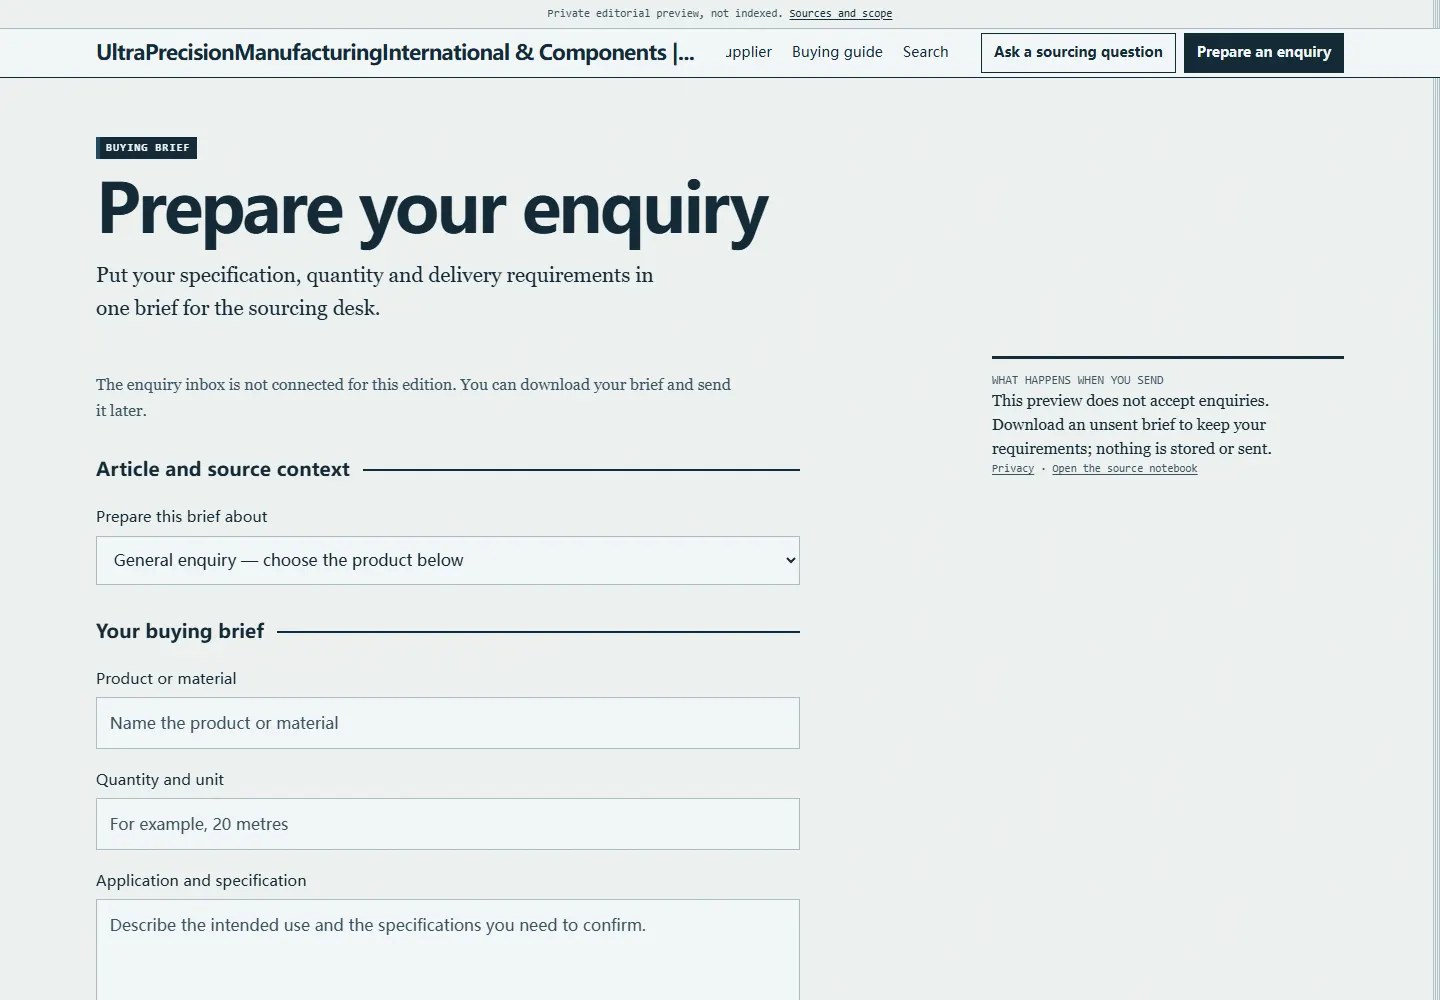 Private editorial preview, not indexed. Sources and scope
UltraPrecisionManufacturingInternational & Components |...
upplier Buying guide Search Ask a sourcing question Prepare an enquiry
BUYING BRIEF
Prepare your enquiry
Put your specification, quantity and delivery requirements in
one brief for the sourcing desk.
The enquiry inbox is not connected for this edition. You can download your brief and send
it later.
WHAT HAPPENS WHEN YOU SEND
This preview does not accept enquiries.
Download an unsent brief to keep your
requirements; nothing is stored or sent.
Privacy · Open the source notebook
Article and source context
Prepare this brief about
General enquiry — choose the product below
Your buying brief
Product or material
Name the product or material
Quantity and unit
For example, 20 metres
Application and specification
Describe the intended use and the specifications you need to confirm.